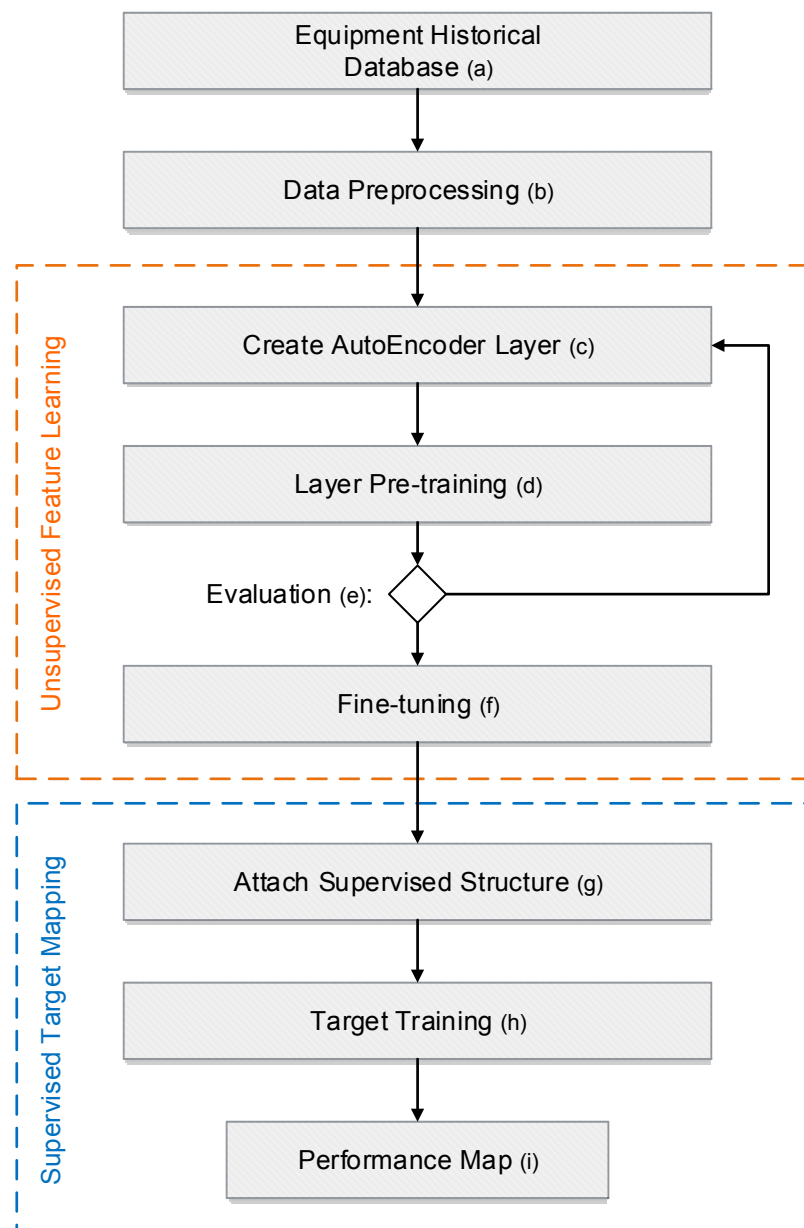 Equipment Historical
Database (a)
Data Preprocessing (b)
Unsupervised Feature Learning
Create AutoEncoder Layer (c)
Layer Pre-training (d)
Evaluation (e):
Fine-tuning (f)
Supervised Target Mapping
Attach Supervised Structure (g)
Target Training (h)
Performance Map (i)